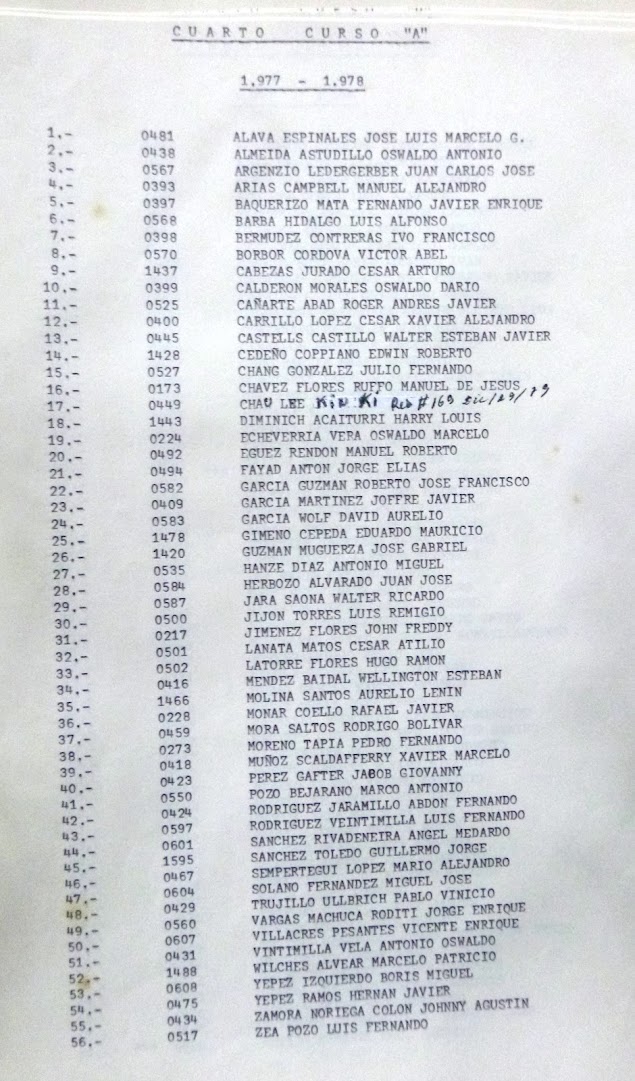 CUARTO CURSO "A"
1.977 - 1.978
1.- 0481 ALAVA ESPINALES JOSE LUIS MARCELO G.
2.- 0438 ALMEIDA ASTUDILLO OSWALDO ANTONIO
3.- 0567 ARGENZIO LEDERGERBER JUAN CARLOS JOSE
4.- 0393 ARIAS CAMPBELL MANUEL ALEJANDRO
5.- 0397 BAQUERIZO MATA FERNANDO JAVIER ENRIQUE
6.- 0568 BARBA HIDALGO LUIS ALFONSO
7.- 0398 BERMUDEZ CONTRERAS IVO FRANCISCO
8.- 0570 BORBOR CORDOVA VICTOR ABEL
9.- 1437 CABEZAS JURADO CESAR ARTURO
10.- 0399 CALDERON MORALES OSWALDO DARIO
11.- 0525 CAÑARTE ABAD ROGER ANDRES JAVIER
12.- 0400 CARRILLO LOPEZ CESAR XAVIER ALEJANDRO
13.- 0445 CASTELLS CASTILLO WALTER ESTEBAN JAVIER
14.- 1428 CEDEÑO COPPIANO EDWIN ROBERTO
15.- 0527 CHANG GONZALEZ JULIO FERNANDO
16.- 0173 CHAVEZ FLORES RUFFO MANUEL DE JESUS
17.- 0449 CHAU LEE KIN KI #169
18.- 1443 DIMINICH ACAITURRI HARRY LOUIS
19.- 0224 ECHEVERRIA VERA OSWALDO MARCELO
20.- 0492 EGUEZ RENDON MANUEL ROBERTO
21.- 0494 FAYAD ANTON JORGE ELIAS
22.- 0582 GARCIA GUZMAN ROBERTO JOSE FRANCISCO
23.- 0409 GARCIA MARTINEZ JOFFRE JAVIER
24.- 0583 GARCIA WOLF DAVID AURELIO
25.- 1478 GIMENO CEPEDA EDUARDO MAURICIO
26.- 1420 GUZMAN MUGUERZA JOSE GABRIEL
27.- 0535 HANZE DIAZ ANTONIO MIGUEL
28.- 0584 HERBOZO ALVARADO JUAN JOSE
29.- 0587 JARA SAONA WALTER RICARDO
30.- 0500 JIJON TORRES LUIS REMIGIO
31.- 0217 JIMENEZ FLORES JOHN FREDDY
32.- 0501 LANATA MATOS CESAR ATILIO
33.- 0502 LATORRE FLORES HUGO RAMON
34.- 0416 MENDEZ BAIDAL WELLINGTON ESTEBAN
35.- 1466 MOLINA SANTOS AURELIO LENIN
36.- 0228 MONAR COELLO RAFAEL JAVIER
37.- 0459 MORA SALTOS RODRIGO BOLIVAR
38.- 0273 MORENO TAPIA PEDRO FERNANDO
39.- 0418 MUÑOZ SCALDAFFERRY XAVIER MARCELO
40.- 0423 PEREZ GAFTER JABOB GIOVANNY
41.- 0550 POZO BEJARANO MARCO ANTONIO
42.- 0424 RODRIGUEZ JARAMILLO ABDON FERNANDO
43.- 0597 RODRIGUEZ VEINTIMILLA LUIS FERNANDO
44.- 0601 SANCHEZ RIVADENEIRA ANGEL MEDARDO
45.- 1595 SANCHEZ TOLEDO GUILLERMO JORGE
46.- 0467 SEMPERTEGUI LOPEZ MARIO ALEJANDRO
47.- 0604 SOLANO FERNANDEZ MIGUEL JOSE
48.- 0429 TRUJILLO ULLBRICH PABLO VINICIO
49.- 0560 VARGAS MACHUCA RODITI JORGE ENRIQUE
50.- 0607 VILLACRES PESANTES VICENTE ENRIQUE
51.- 0431 VINTIMILLA VELA ANTONIO OSWALDO
52.- 1488 WILCHES ALVEAR MARCELO PATRICIO
53.- 0608 YEPEZ IZQUIERDO BORIS MIGUEL
54.- 0475 YEPEZ RAMOS HERNAN JAVIER
55.- 0434 ZAMORA NORIEGA COLON JOHNNY AGUSTIN
56.- 0517 ZEA POZO LUIS FERNANDO